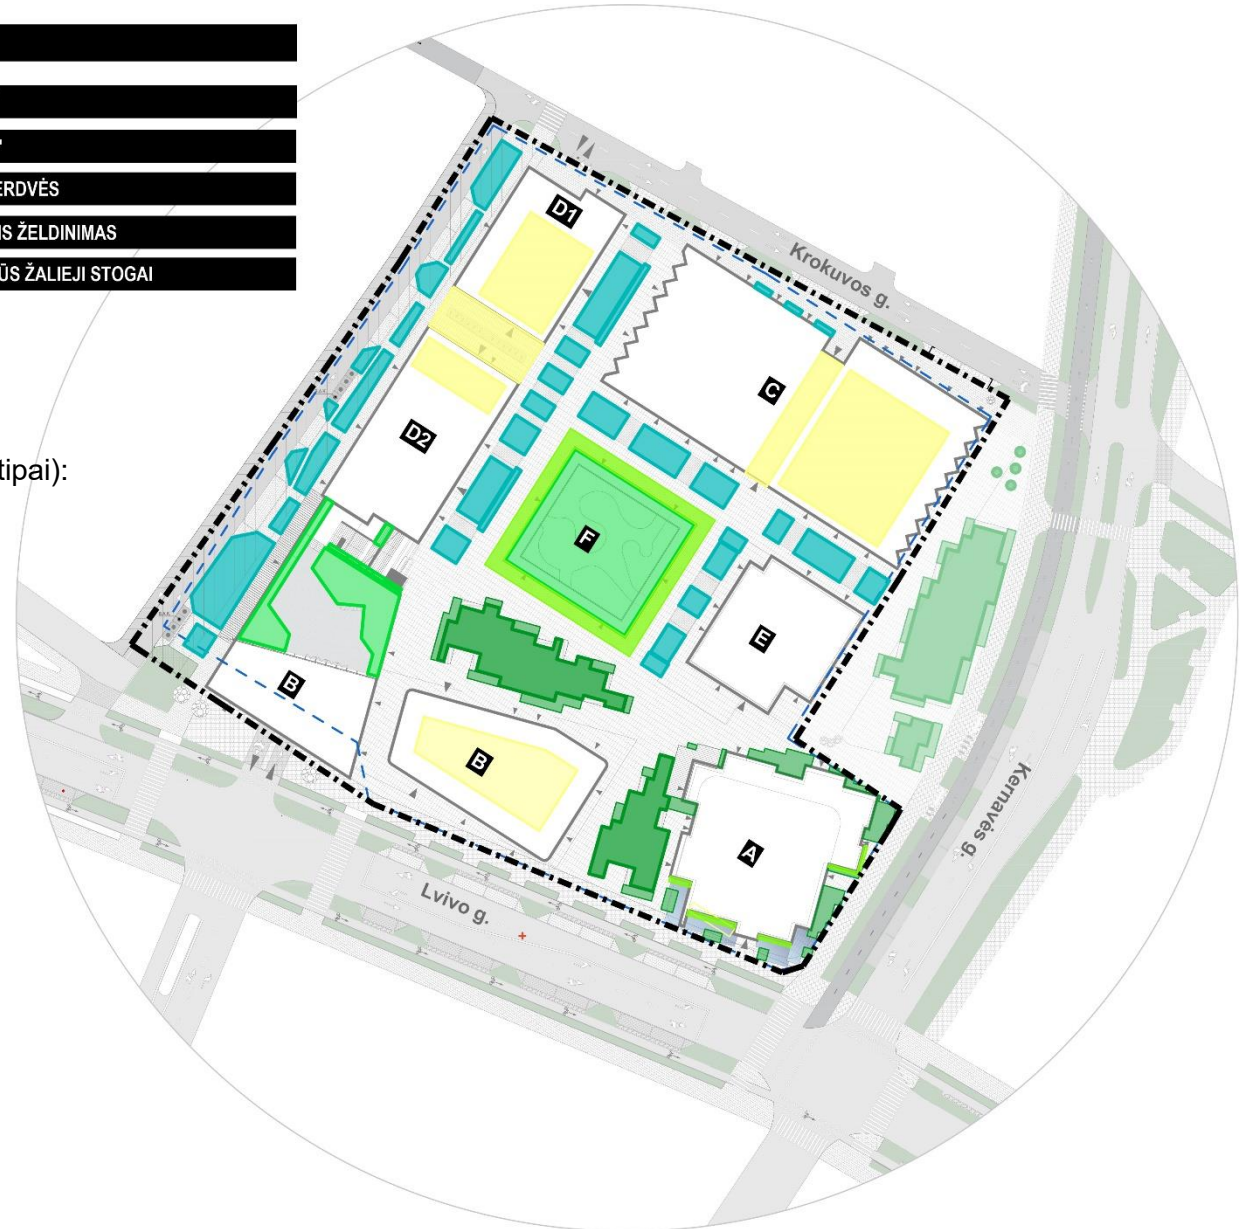 ERDVĖS
IS ŽELDINIMAS
ŪS ŽALIEJI STOGAI
tipai):
D1
Krokuvos g.
C
D2
F
E
B
B
A
Kernavės g.
Lvivo g.